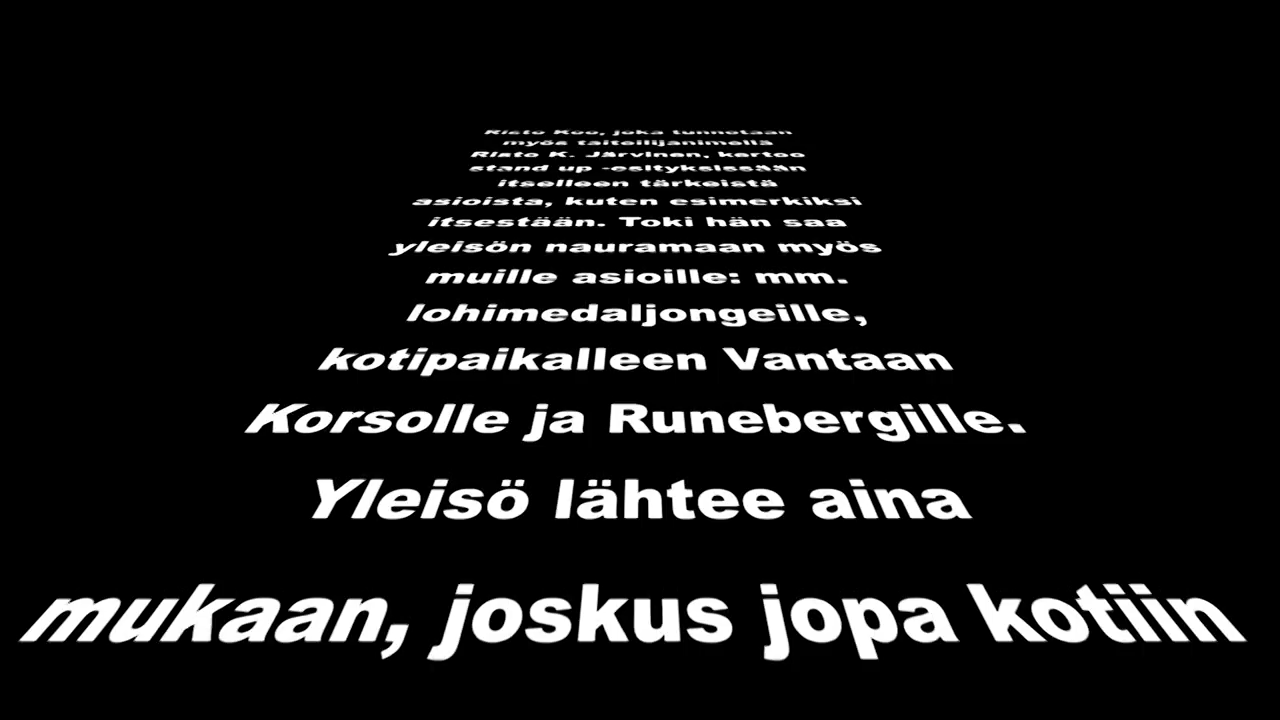 Risto Koo, joka tunnetaan
myös taiteilijanimellä
Risto K. Järvinen, kertoo
stand up -esityksissään
itselleen tärkeistä
asioista, kuten esimerkiksi
itsestään. Toki hän saa
yleisön nauramaan myös
muille asioille: mm.
lohimedaljongeille,
kotipaikalleen Vantaan
Korsolle ja Runebergille.
Yleisö lähtee aina
mukaan, joskus jopa kotiin